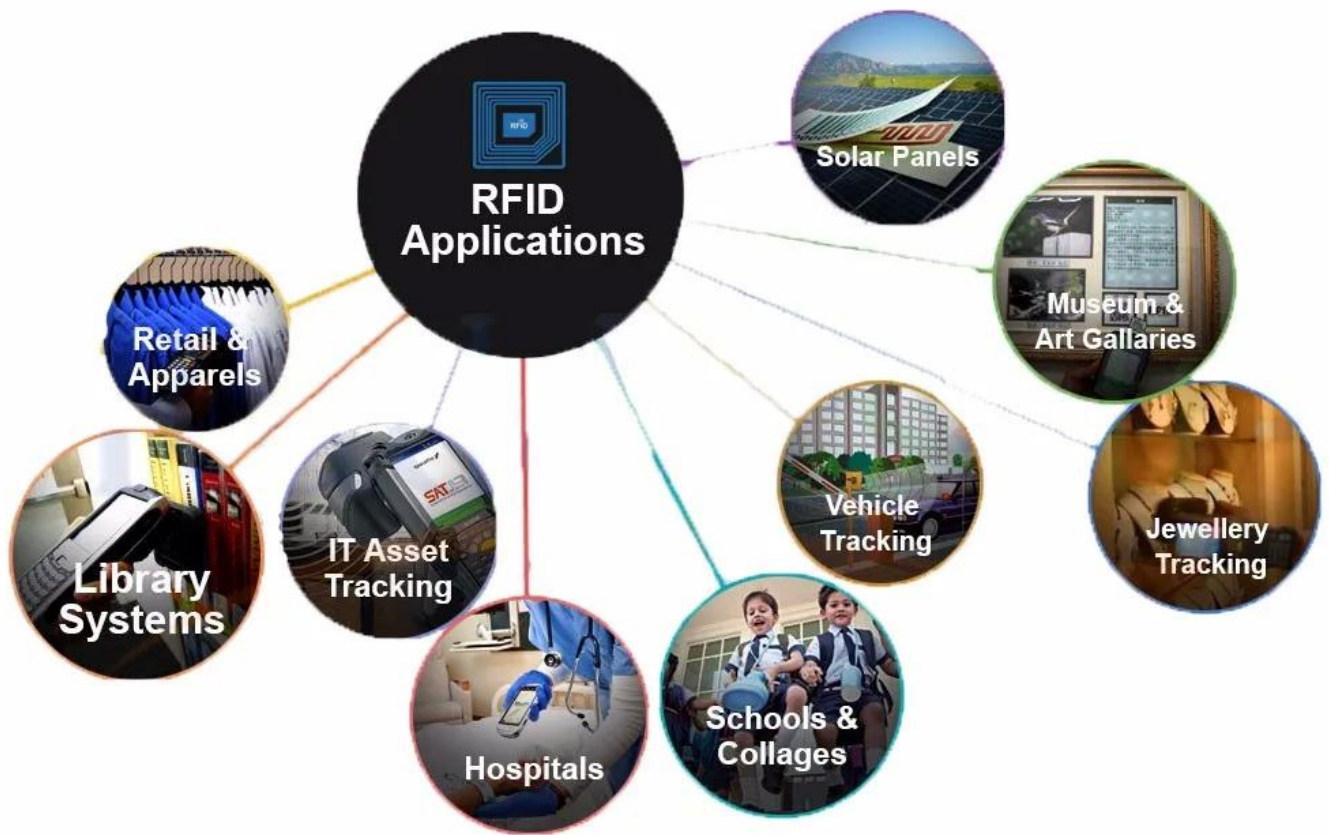 RFID
RFID
Applications
Solar Panels
Museum &
Art Gallaries
Retail &
Apparels
Vehicle
Tracking
Jewellery
Tracking
IT Asset
Tracking
Library
Systems
Schools &
Collages
Hospitals